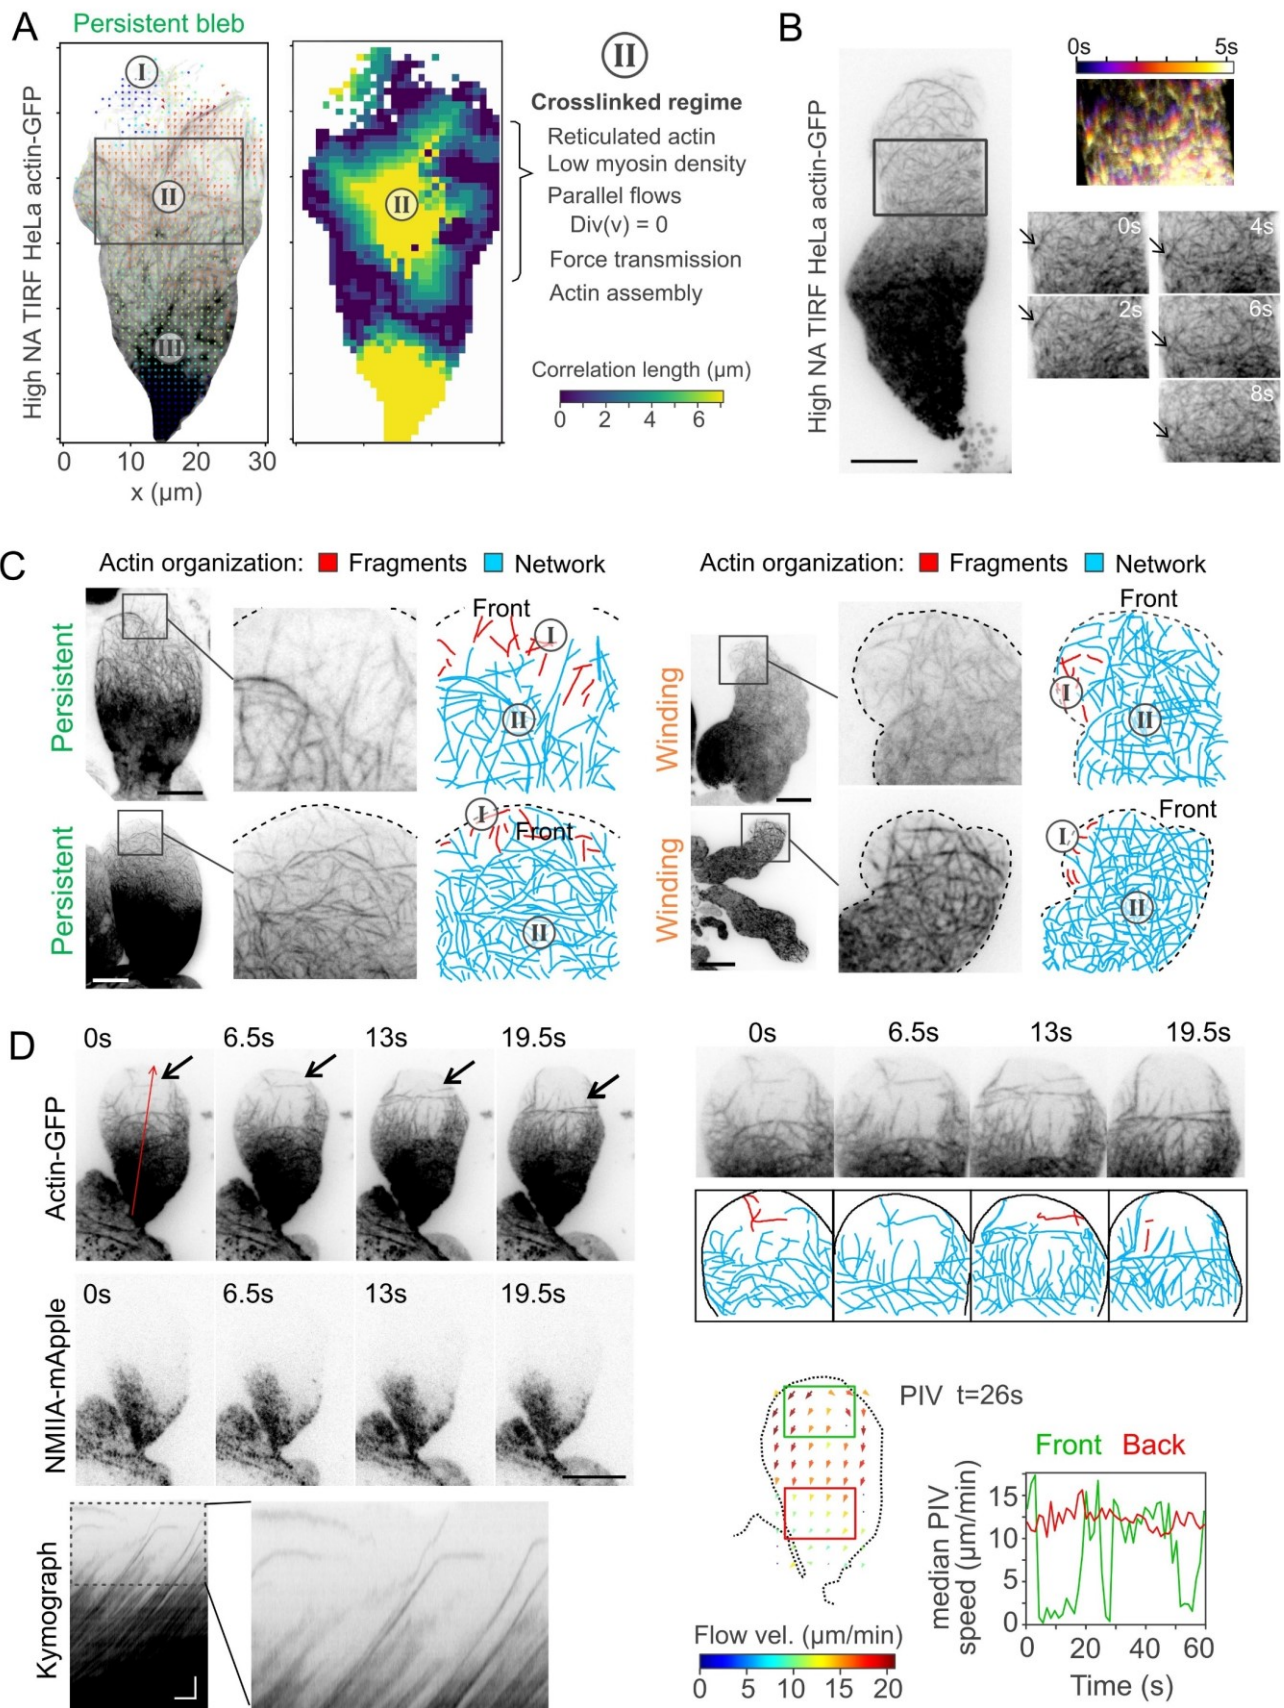 A
Persistent bleb
High NA TIRF HeLa actin-GFP
I
II
III
0 10 20 30
x (µm)
II
II
Crosslinked regime
Reticulated actin
Low myosin density
Parallel flows
Div(v) = 0
Force transmission
Actin assembly
Correlation length (µm)
0 2 4 6
B
High NA TIRF HeLa actin-GFP
0s 5s
0s
4s
2s
6s
8s
C
Actin organization: Fragments Network
Persistent
Front
I
II
Persistent
I
Front
II
Actin organization: Fragments Network
Winding
Front
I
II
Winding
Front
I
II
D
0s 6.5s 13s 19.5s
Actin-GFP
0s 6.5s 13s 19.5s
NMIIA-mApple
Kymograph
0s 6.5s 13s 19.5s
PIV t=26s
Flow vel. (µm/min)
0 5 10 15 20
Front Back
median PIV
speed (µm/min)
15
10
5
0
0 20 40 60
Time (s)